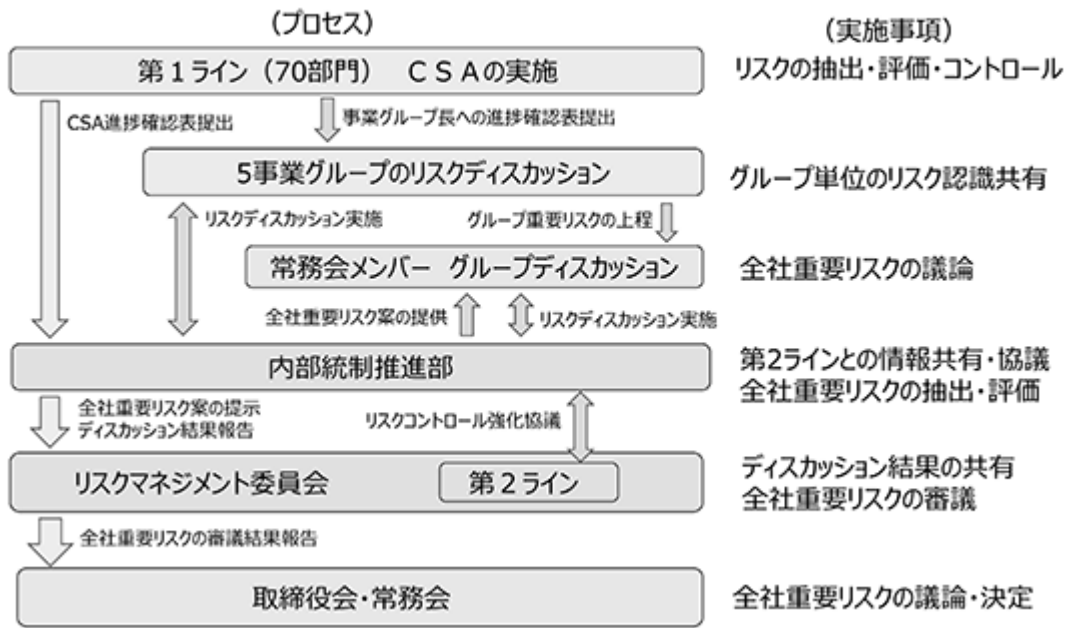 (プロセス)
(実施事項)
第1ライン(70部門) CSAの実施
リスクの抽出・評価・コントロール
CSA進捗確認表提出
事業グループ長への進捗確認表提出
5事業グループのリスクディスカッション
グループ単位のリスク認識共有
リスクディスカッション実施
グループ重要リスクの上程
常務会メンバー グループディスカッション
全社重要リスクの議論
全社重要リスク案の提供
リスクディスカッション実施
内部統制推進部
第2ラインとの情報共有・協議
全社重要リスクの抽出・評価
全社重要リスク案の提示
ディスカッション結果報告
リスクコントロール強化協議
リスクマネジメント委員会
第2ライン
ディスカッション結果の共有
全社重要リスクの審議
全社重要リスクの審議結果報告
取締役会・常務会
全社重要リスクの議論・決定